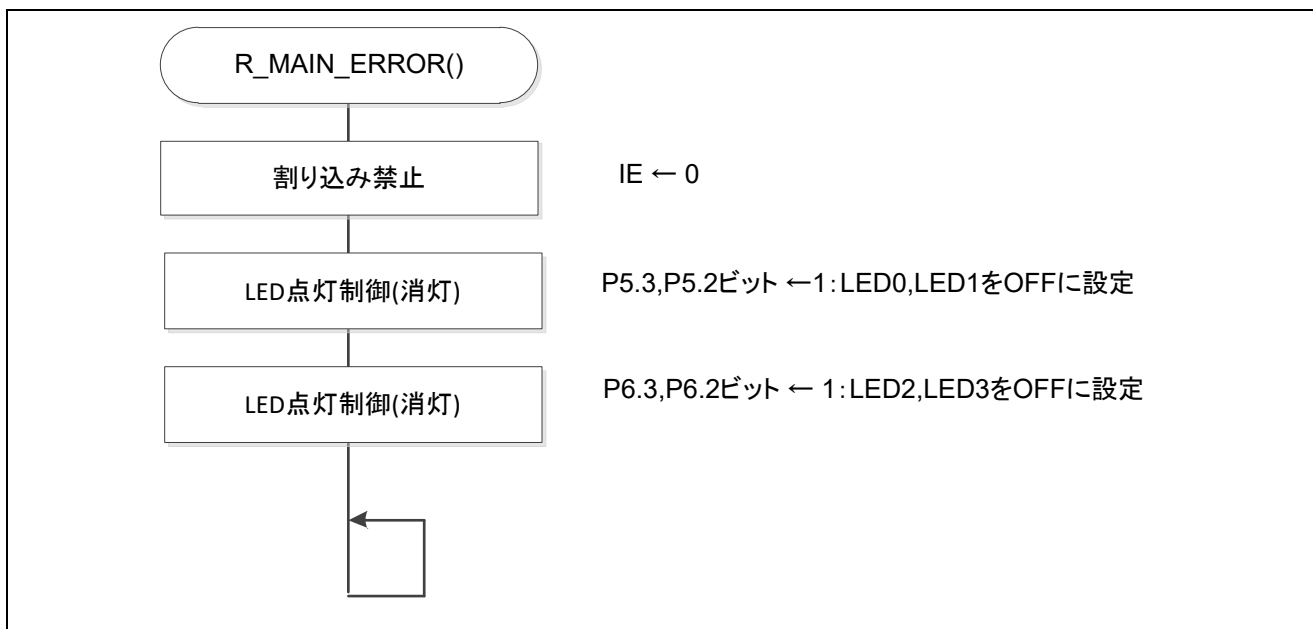 R_MAIN_ERROR()
割り込み禁止
IE ← 0
LED点灯制御(消灯)
P5.3,P5.2ビット ←1:LED0,LED1をOFFに設定
LED点灯制御(消灯)
P6.3,P6.2ビット ← 1:LED2,LED3をOFFに設定